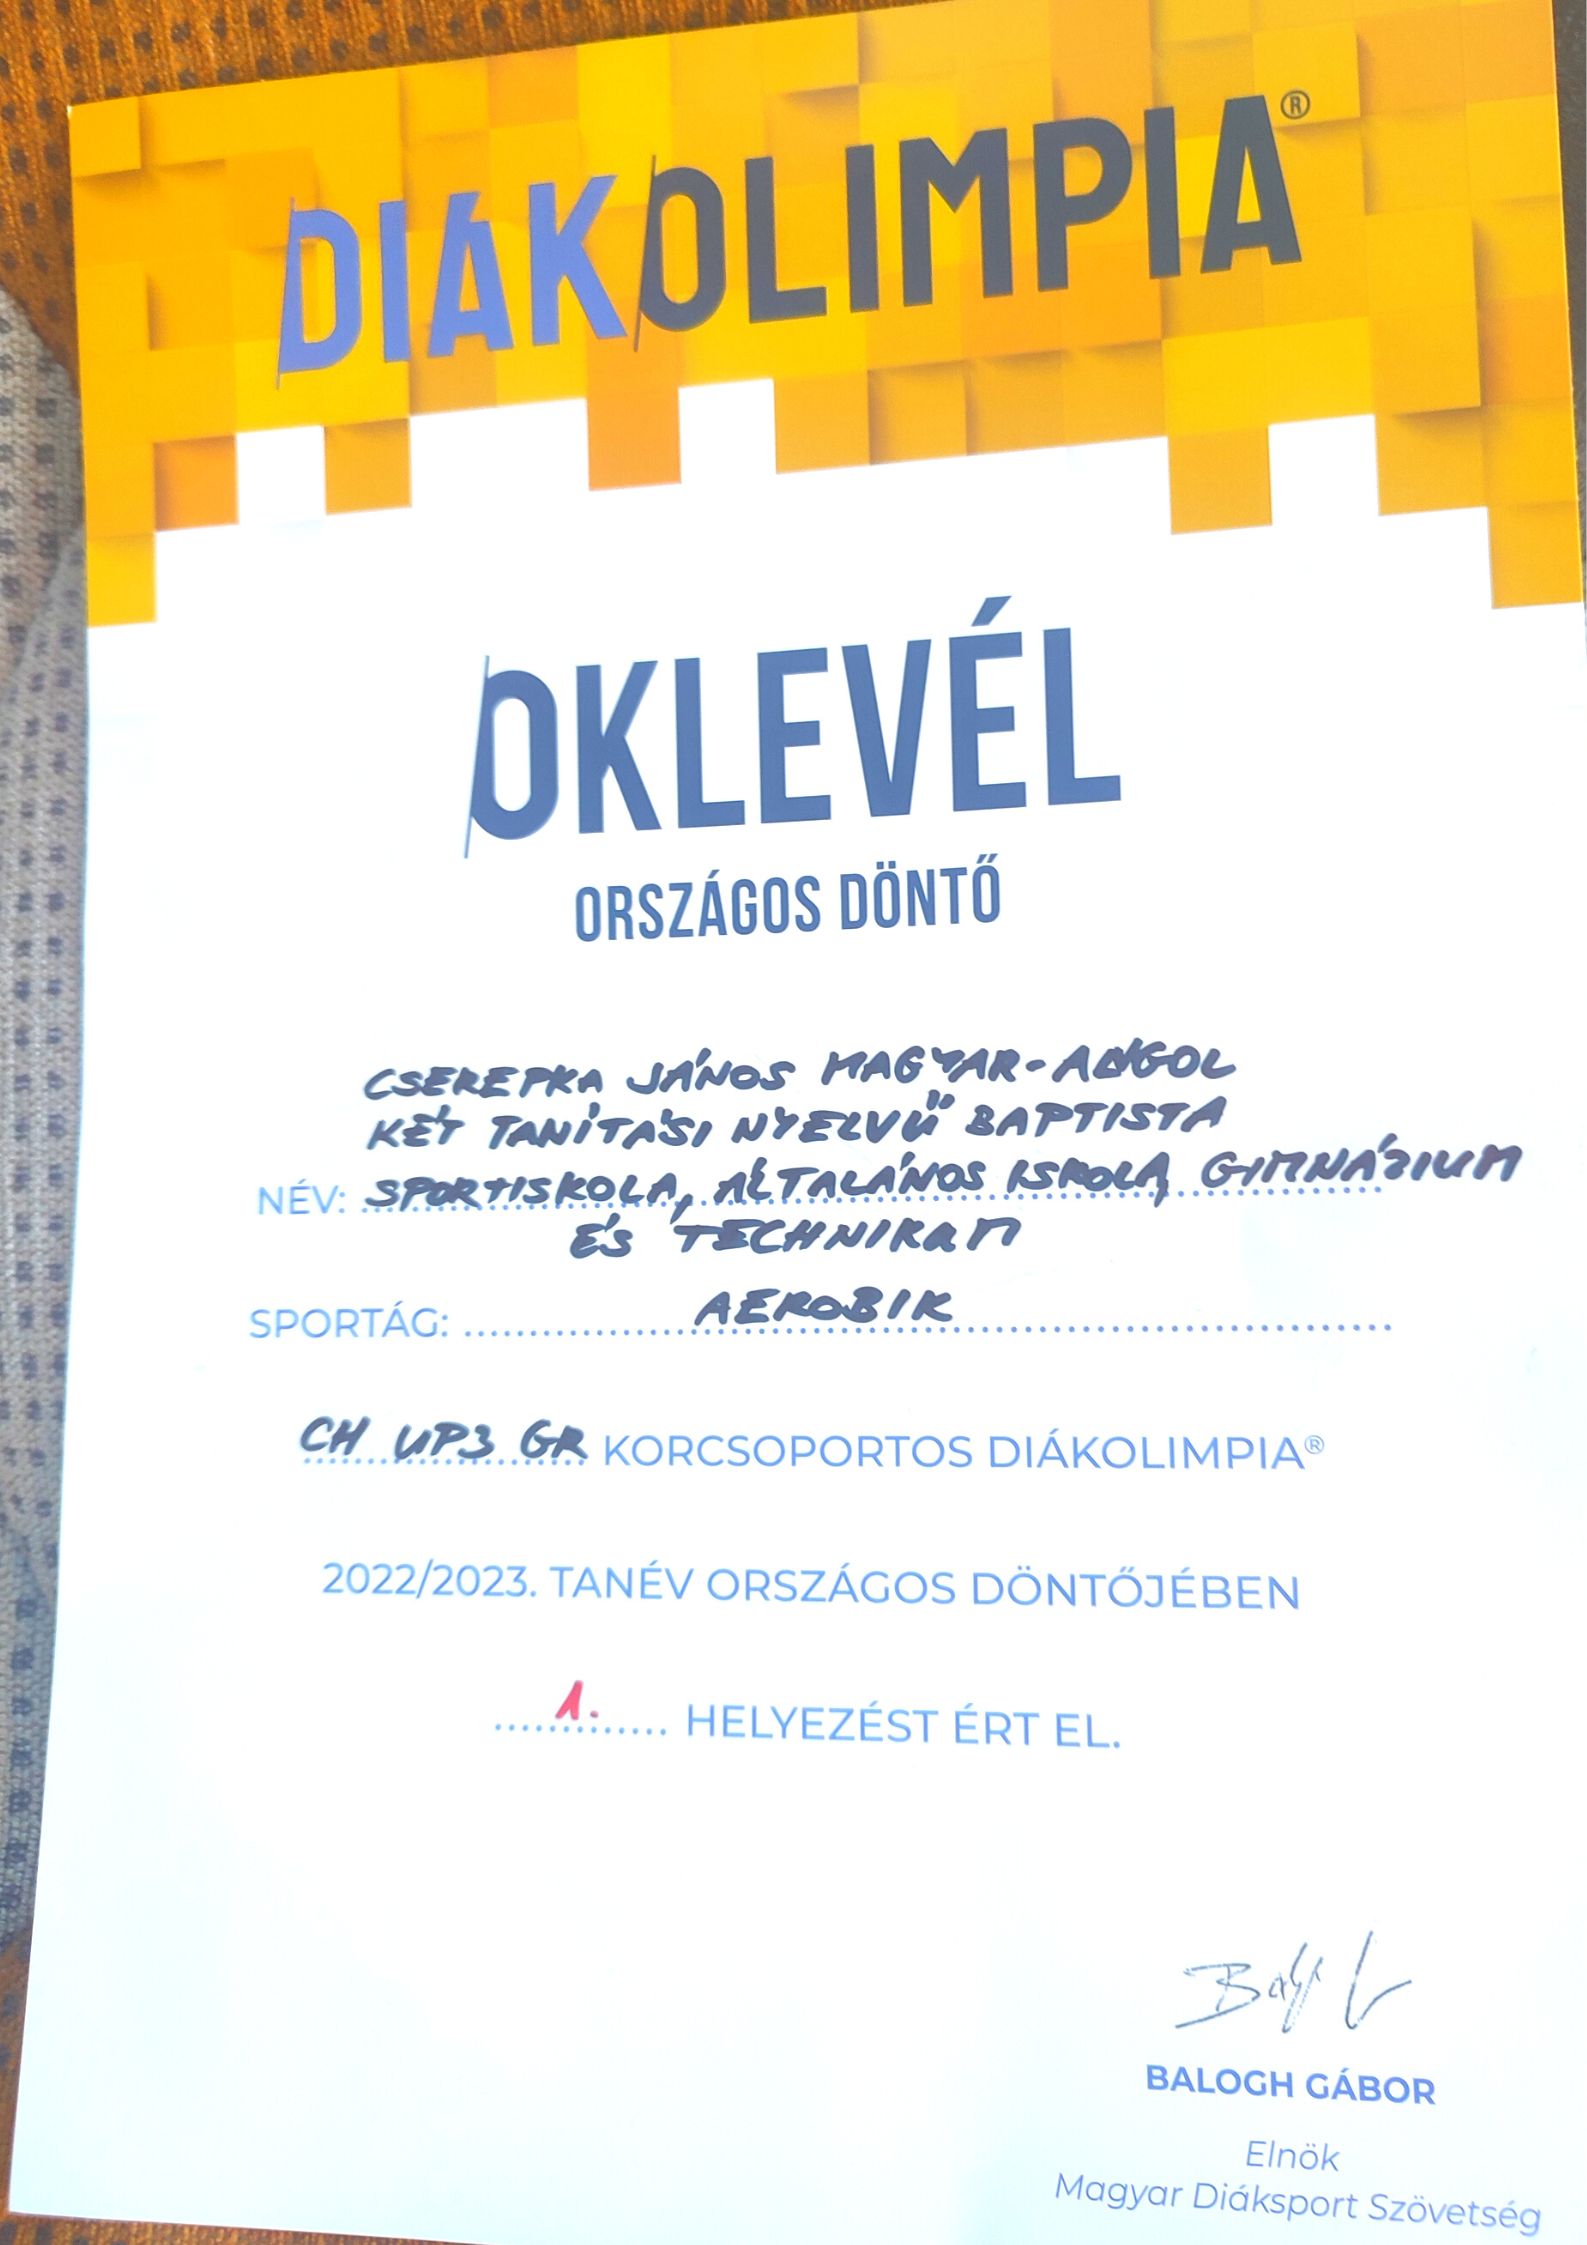 DIÁKOLIMPIA®
OKLEVÉL
ORSZÁGOS DÖNTŐ
CSEREPKA JÁNOS MAGYAR-ANGOL
KÉT TANÍTÁSI NYELVŰ BAPTISTA
NÉV: SPORTISKOLA, ÁLTALÁNOS ISKOLA, GIMNÁZIUM
ÉS TECHNIKUM
SPORTÁG: AEROBIK
CH UP3 GR KORCSOPORTOS DIÁKOLIMPIA®
2022/2023. TANÉV ORSZÁGOS DÖNTŐJÉBEN
1. HELYEZÉST ÉRT EL.
BALOGH GÁBOR
Elnök
Magyar Diáksport Szövetség